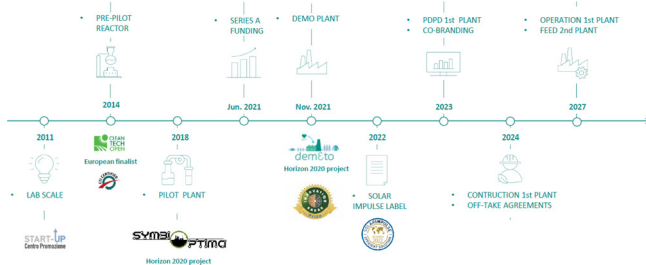 • PRE-PILOT
REACTOR
• SERIES A
FUNDING
• DEMO PLANT
• PDPD 1st PLANT
• CO-BRANDING
• OPERATION 1st PLANT
• FEED 2nd PLANT
2014
Jun. 2021
Nov. 2021
2023
2027
2011
2018
2022
2024
CLEAN
TECH
OPEN
European finalist
demeto
Horizon 2020 project
• LAB SCALE
• PILOT PLANT
• SOLAR
IMPULSE LABEL
• CONTRUCTION 1st PLANT
• OFF-TAKE AGREEMENTS
START-UP
Centro Promozione
SYMBIOPTIMA
Horizon 2020 project